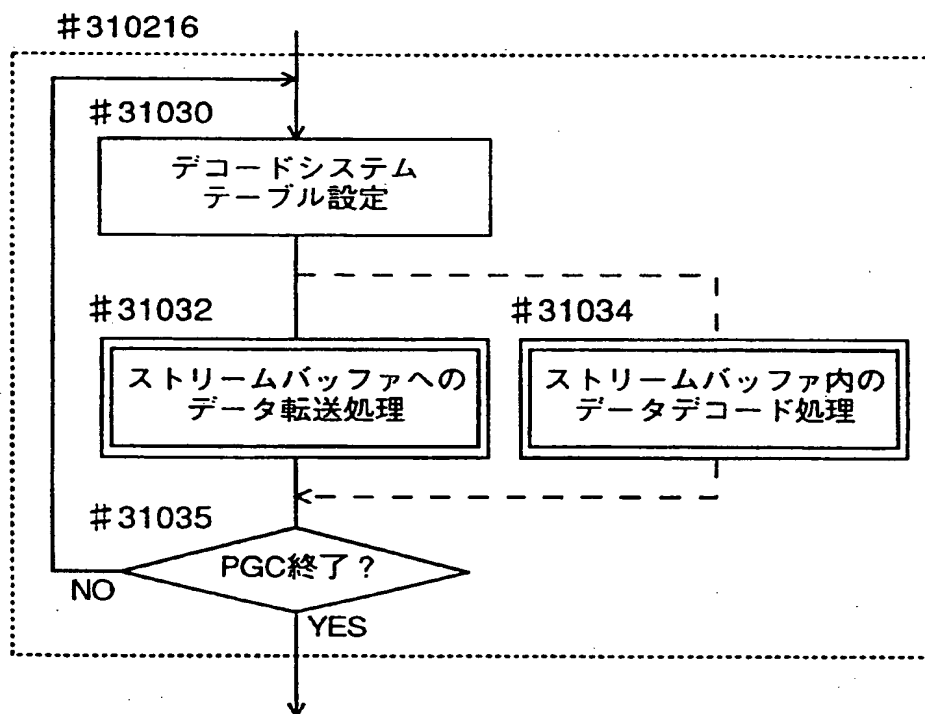 #310216
#31030
デコードシステム
テーブル設定
#31032
#31034
ストリームバッファへの
データ転送処理
ストリームバッファ内の
データデコード処理
#31035
PGC終了?
NO
YES